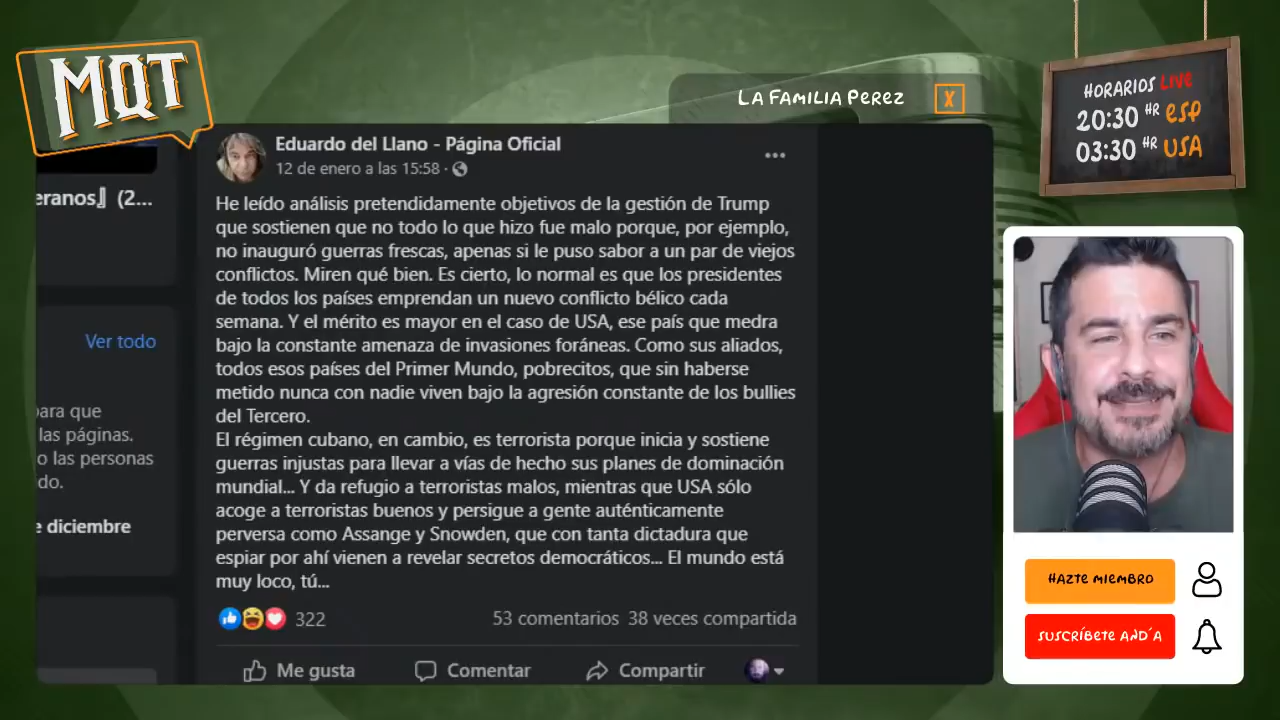 MQT
LA FAMILIA PEREZ
X
HORARIOS LIVE
20:30 HR ESP
03:30 HR USA
eranos』 (2...
Ver todo
para que
las páginas.
o las personas
do.
e diciembre
Eduardo del Llano - Página Oficial
12 de enero a las 15:58 ·
He leído análisis pretendidamente objetivos de la gestión de Trump
que sostienen que no todo lo que hizo fue malo porque, por ejemplo,
no inauguró guerras frescas, apenas si le puso sabor a un par de viejos
conflictos. Miren qué bien. Es cierto, lo normal es que los presidentes
de todos los países emprendan un nuevo conflicto bélico cada
semana. Y el mérito es mayor en el caso de USA, ese país que medra
bajo la constante amenaza de invasiones foráneas. Como sus aliados,
todos esos países del Primer Mundo, pobrecitos, que sin haberse
metido nunca con nadie viven bajo la agresión constante de los bullies
del Tercero.
El régimen cubano, en cambio, es terrorista porque inicia y sostiene
guerras injustas para llevar a vías de hecho sus planes de dominación
mundial... Y da refugio a terroristas malos, mientras que USA sólo
acoge a terroristas buenos y persigue a gente auténticamente
perversa como Assange y Snowden, que con tanta dictadura que
espiar por ahí vienen a revelar secretos democráticos... El mundo está
muy loco, tú...
322
53 comentarios 38 veces compartida
Me gusta Comentar Compartir
HAZTE MIEMBRO
SUSCRÍBETE AND´A